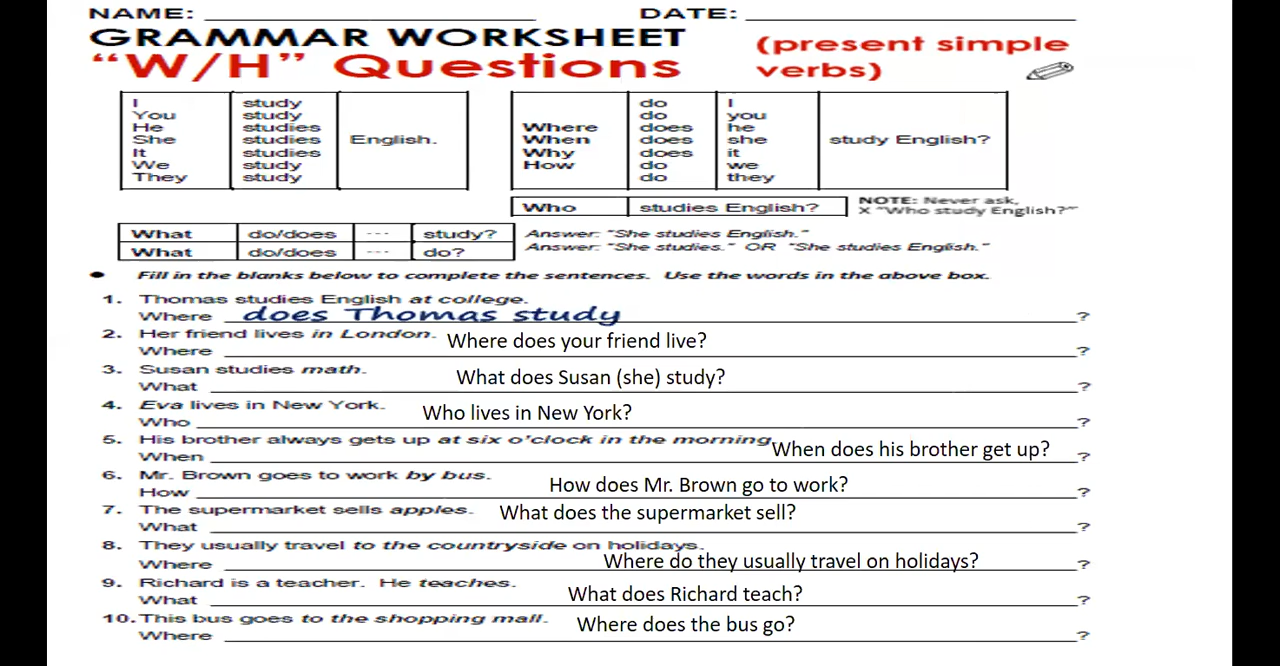 NAME: ____________ DATE: ____________
GRAMMAR WORKSHEET
"W/H" Questions (present simple verbs)
I study
You study
He studies
She studies English.
It studies
We study
They study
do I
do you
Where does he
When does she study English?
Why does it
How do we
do they
Who studies English?
NOTE: Never ask,
X "Who study English?"
What do/does --- study? Answer: "She studies English."
What do/does --- do? Answer: "She studies." OR "She studies English."
● Fill in the blanks below to complete the sentences. Use the words in the above box.
1. Thomas studies English at college.
Where does Thomas study ?
2. Her friend lives in London. Where does your friend live?
Where ____________ ?
3. Susan studies math. What does Susan (she) study?
What ____________ ?
4. Eva lives in New York. Who lives in New York?
Who ____________ ?
5. His brother always gets up at six o'clock in the morning. When does his brother get up?
When ____________ ?
6. Mr. Brown goes to work by bus. How does Mr. Brown go to work?
How ____________ ?
7. The supermarket sells apples. What does the supermarket sell?
What ____________ ?
8. They usually travel to the countryside on holidays.
Where ____________ ? Where do they usually travel on holidays?
9. Richard is a teacher. He teaches. What does Richard teach?
What ____________ ?
10. This bus goes to the shopping mall. Where does the bus go?
Where ____________ ?